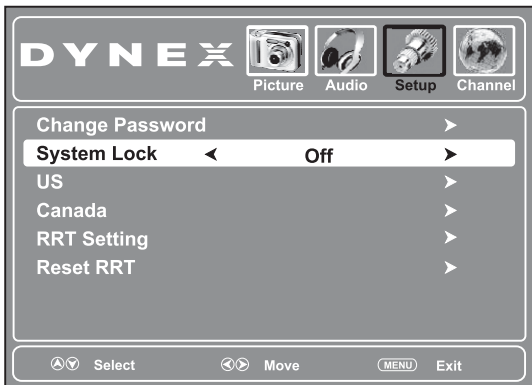 DYNEX
Picture Audio Setup Channel
Change Password
System Lock Off
US
Canada
RRT Setting
Reset RRT
Select Move MENU Exit